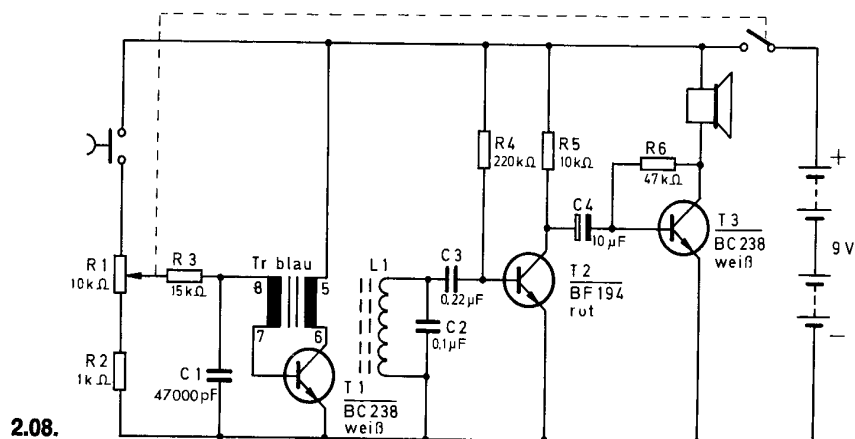 R1
10kΩ
R2
1kΩ
R3
15kΩ
C1
47000pF
Tr blau
8
5
7
6
T1
BC238
weiß
L1
C2
0,1µF
C3
0,22µF
R4
220kΩ
R5
10kΩ
T2
BF194
rot
C4
10µF
R6
47kΩ
T3
BC238
weiß
+
9V
−
2.08.